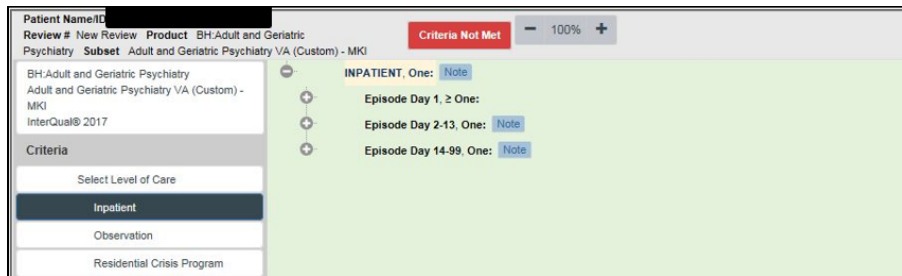 Patient Name/ID
Review # New Review Product BH:Adult and Geriatric
Psychiatry Subset Adult and Geriatric Psychiatry VA (Custom) - MKI
Criteria Not Met
− 100% +
BH:Adult and Geriatric Psychiatry
Adult and Geriatric Psychiatry VA (Custom) -
MKI
InterQual® 2017
Criteria
Select Level of Care
Inpatient
Observation
Residential Crisis Program
INPATIENT, One: Note
Episode Day 1, ≥ One:
Episode Day 2-13, One: Note
Episode Day 14-99, One: Note